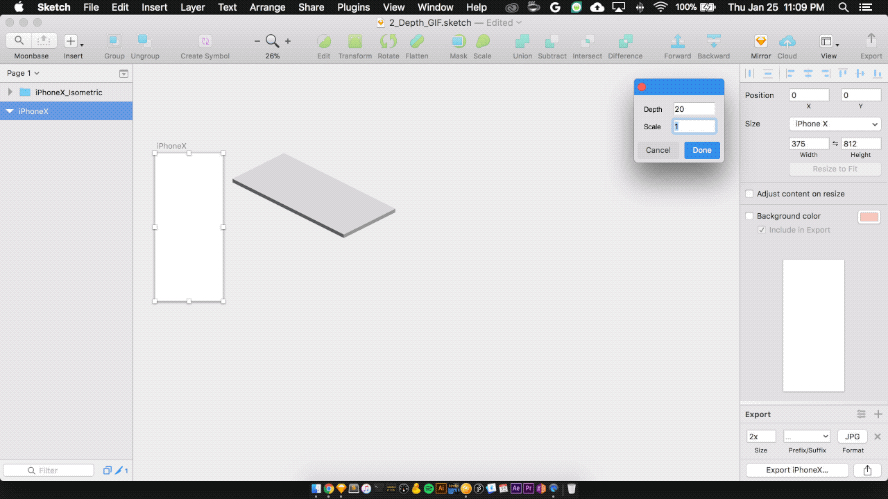 Sketch File Edit Insert Layer Text Arrange Share Plugins View Window Help 100% Thu Jan 25 11:09 PM
2_Depth_GIF.sketch — Edited
Moonbase Insert Group Ungroup Create Symbol 26% Edit Transform Rotate Flatten Mask Scale Union Subtract Intersect Difference Forward Backward Mirror Cloud View Export
Page 1
iPhoneX_Isometric
iPhoneX
iPhoneX
Depth 20
Scale 1
Cancel Done
Position 0 0
X Y
Size iPhone X
375 812
Width Height
Resize to Fit
Adjust content on resize
Background color
Include in Export
Export
2x ... JPG
Size Prefix/Suffix Format
Export iPhoneX...
Filter 1